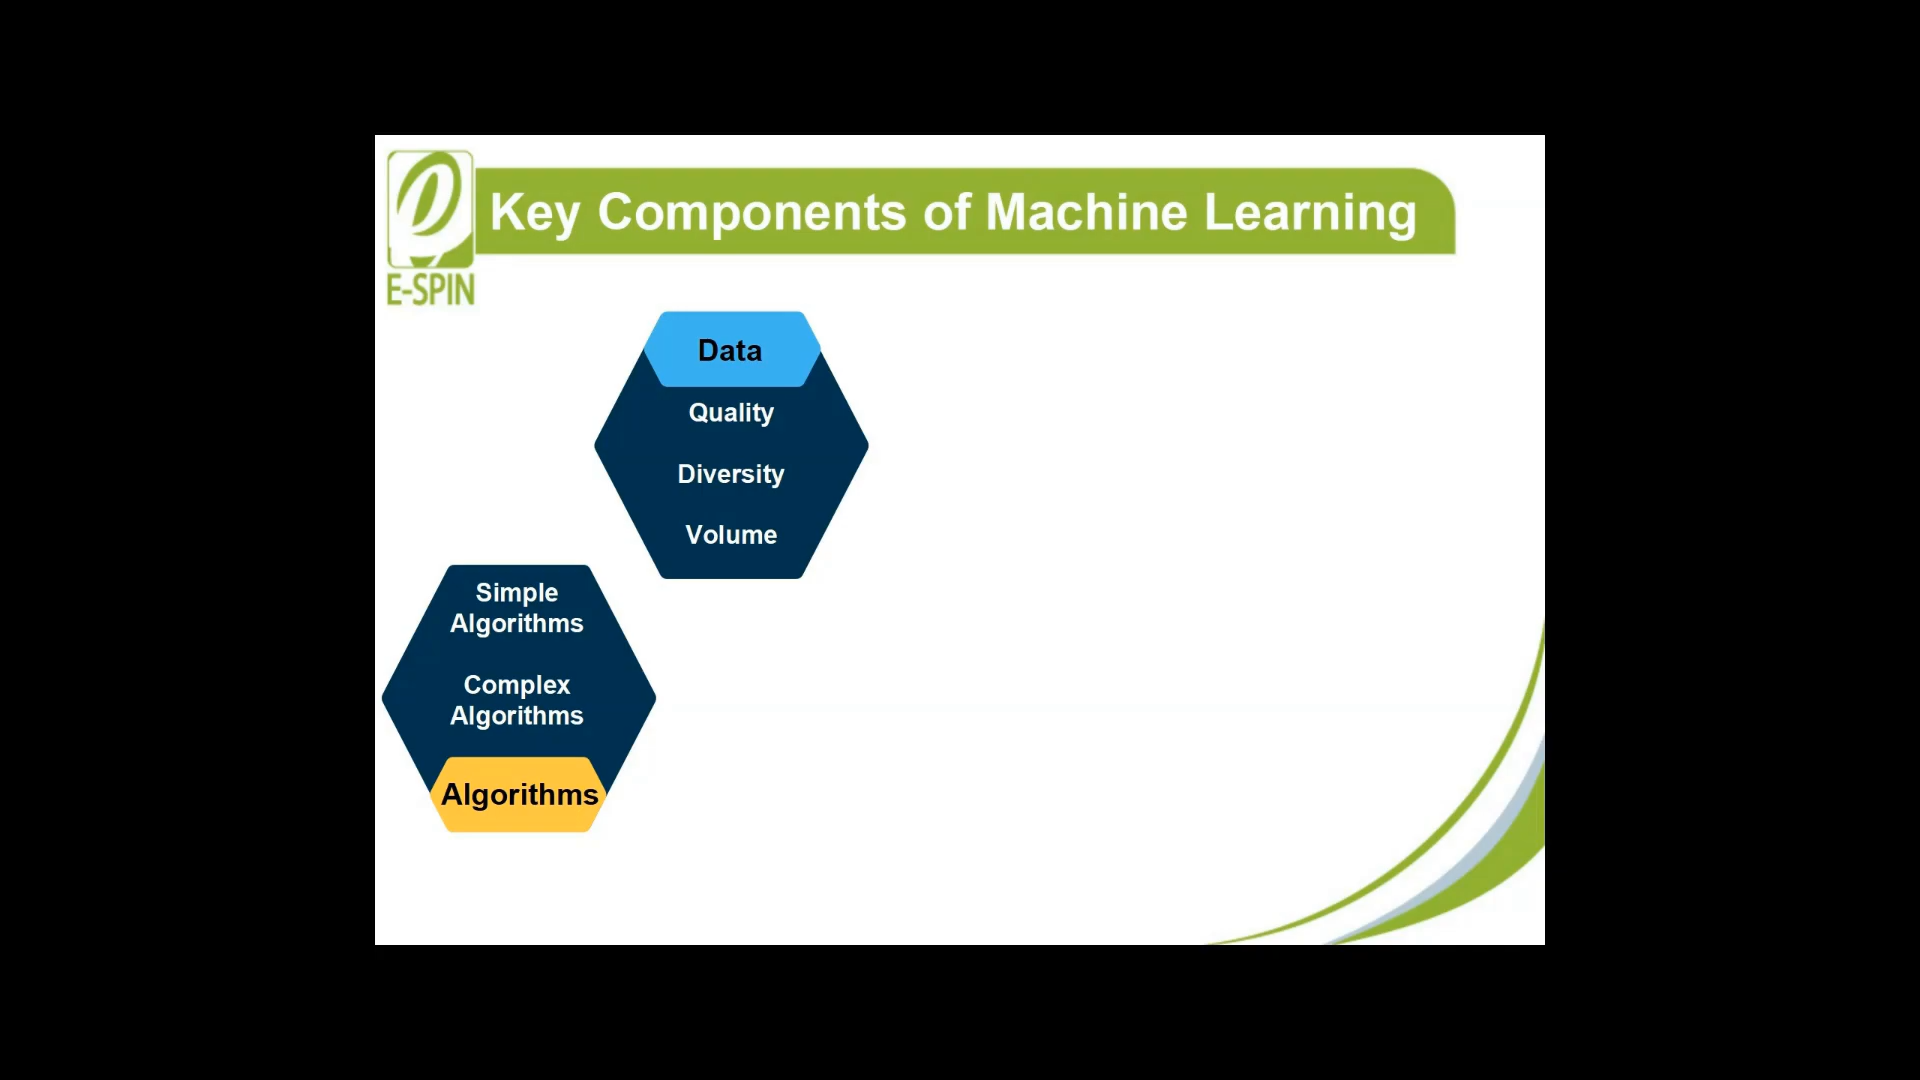 Key Components of Machine Learning
E-SPIN
Data
Quality
Diversity
Volume
Simple
Algorithms
Complex
Algorithms
Algorithms